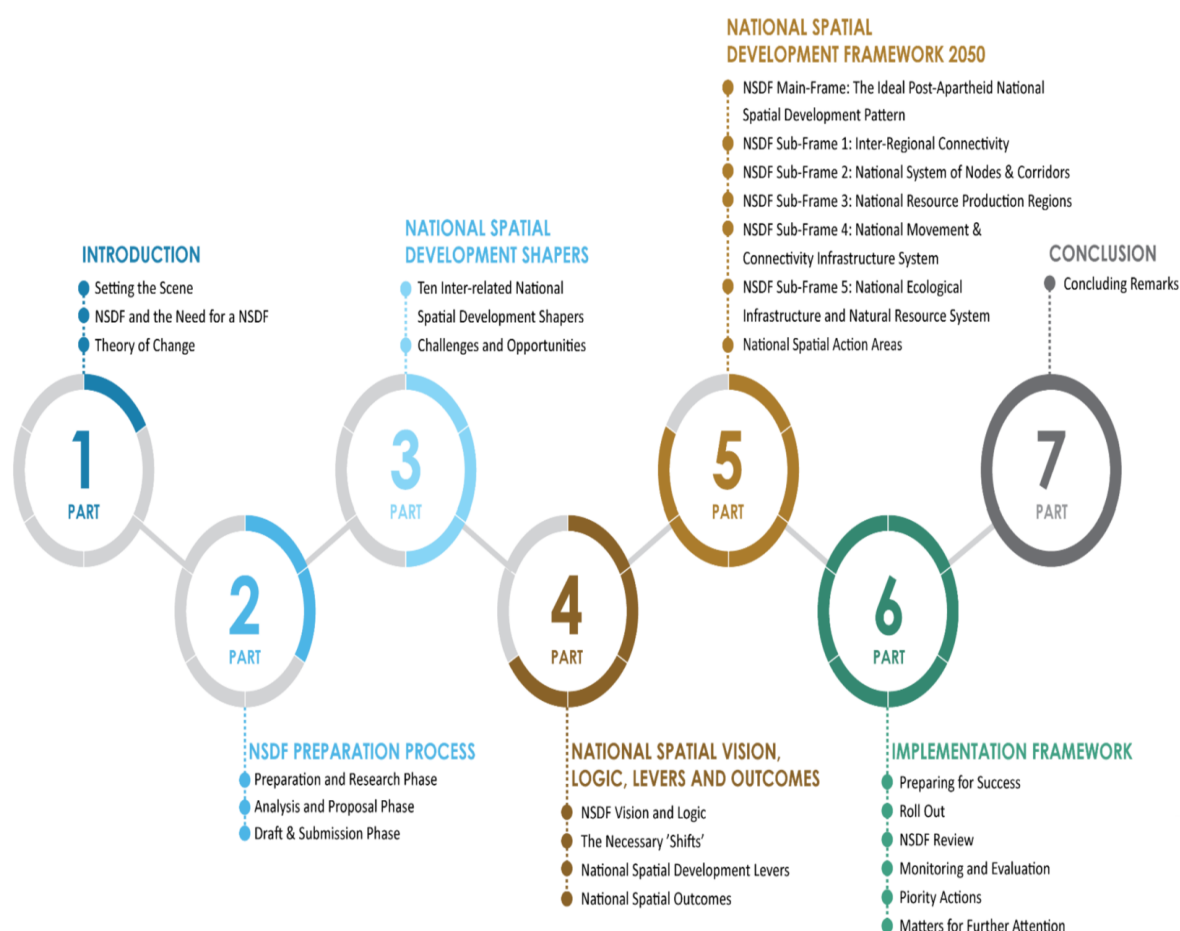 INTRODUCTION
Setting the Scene
NSDF and the Need for a NSDF
Theory of Change
1
PART
2
PART
NSDF PREPARATION PROCESS
Preparation and Research Phase
Analysis and Proposal Phase
Draft & Submission Phase
NATIONAL SPATIAL
DEVELOPMENT SHAPERS
Ten Inter-related National
Spatial Development Shapers
Challenges and Opportunities
3
PART
4
PART
NATIONAL SPATIAL VISION,
LOGIC, LEVERS AND OUTCOMES
NSDF Vision and Logic
The Necessary 'Shifts'
National Spatial Development Levers
National Spatial Outcomes
NATIONAL SPATIAL
DEVELOPMENT FRAMEWORK 2050
NSDF Main-Frame: The Ideal Post-Apartheid National
Spatial Development Pattern
NSDF Sub-Frame 1: Inter-Regional Connectivity
NSDF Sub-Frame 2: National System of Nodes & Corridors
NSDF Sub-Frame 3: National Resource Production Regions
NSDF Sub-Frame 4: National Movement &
Connectivity Infrastructure System
NSDF Sub-Frame 5: National Ecological
Infrastructure and Natural Resource System
National Spatial Action Areas
5
PART
6
PART
IMPLEMENTATION FRAMEWORK
Preparing for Success
Roll Out
NSDF Review
Monitoring and Evaluation
Piority Actions
Matters for Further Attention
CONCLUSION
Concluding Remarks
7
PART